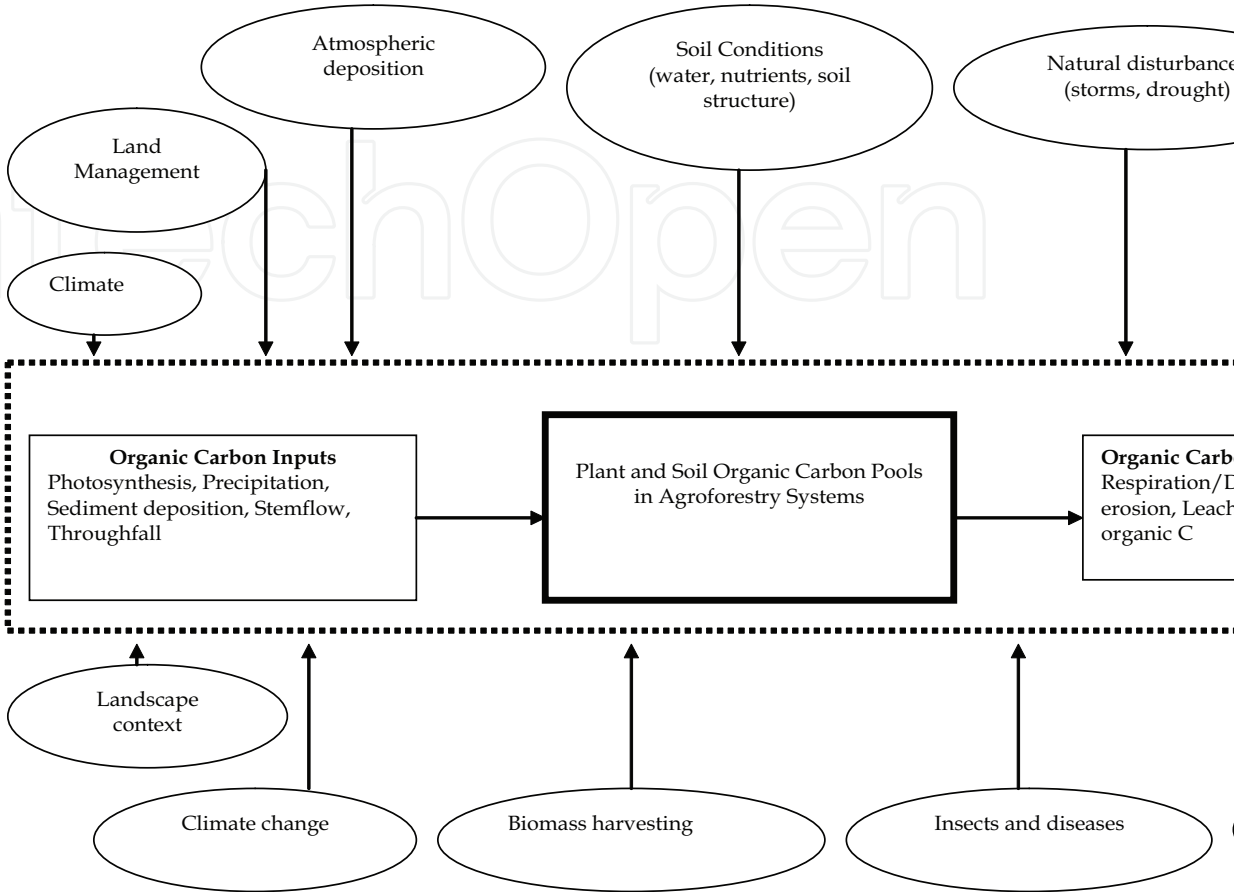 Atmospheric
deposition
Soil Conditions
(water, nutrients, soil
structure)
Natural disturbance
(storms, drought)
Land
Management
Climate
Organic Carbon Inputs
Photosynthesis, Precipitation,
Sediment deposition, Stemflow,
Throughfall
Plant and Soil Organic Carbon Pools
in Agroforestry Systems
Organic
erosion,
organic C
Landscape
context
Climate change
Biomass harvesting
Insects and diseases